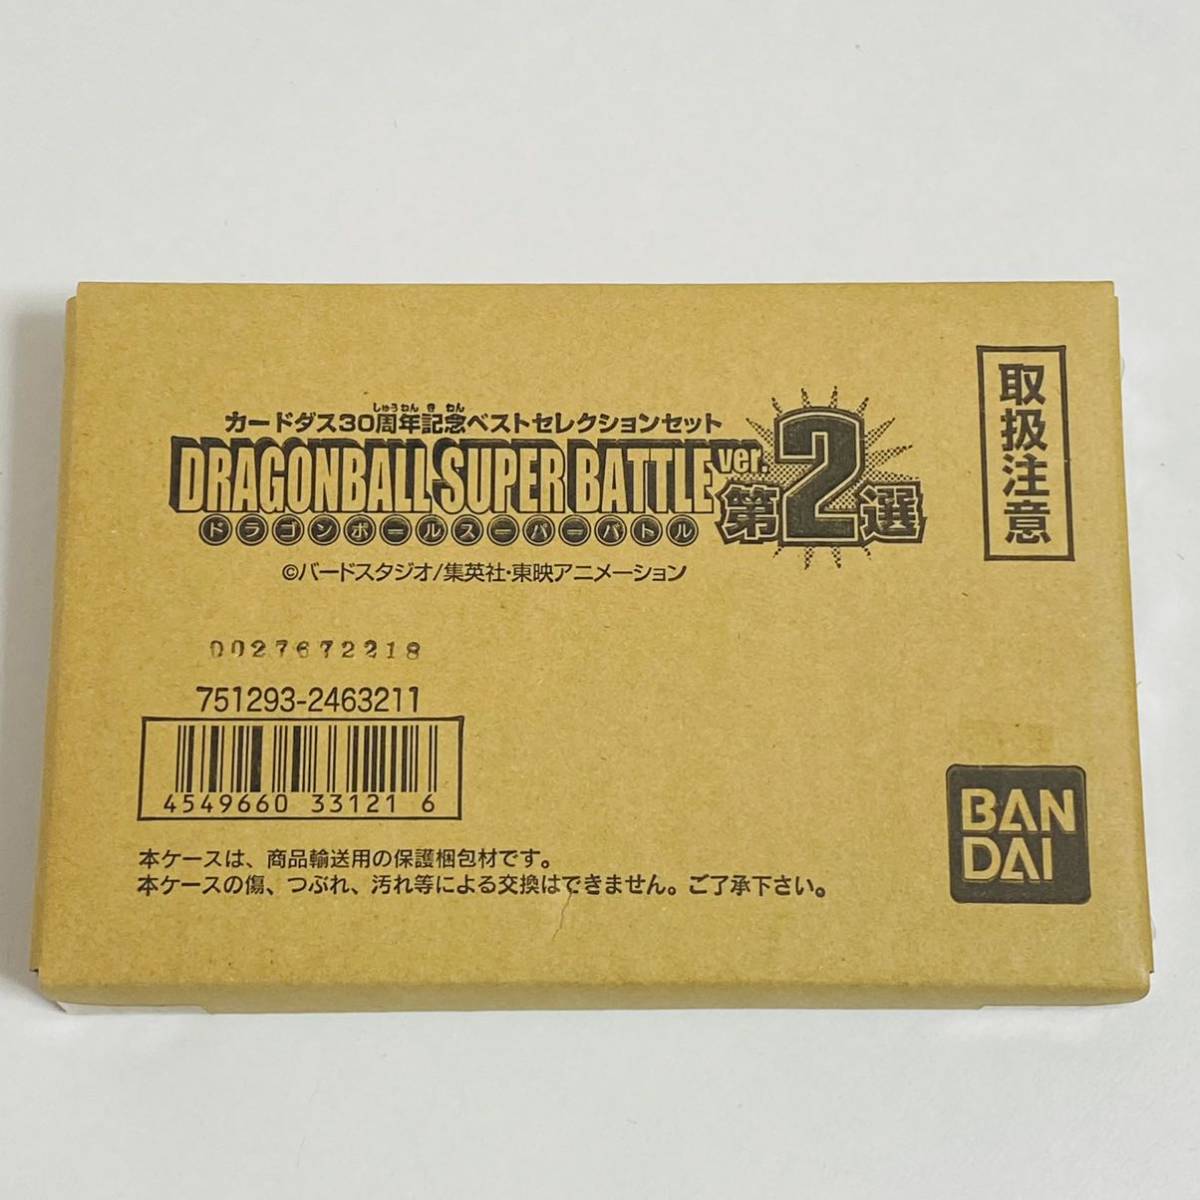 カードダス30周年記念ベストセレクションセット
しゅうねん き ねん
DRAGONBALL SUPER BATTLE ver. 第2選
ドラゴンボールスーパーバトル
©バードスタジオ/集英社・東映アニメーション
取扱注意
0027672218
751293-2463211
4549660 33121 6
BANDAI
本ケースは、商品輸送用の保護梱包材です。
本ケースの傷、つぶれ、汚れ等による交換はできません。ご了承下さい。